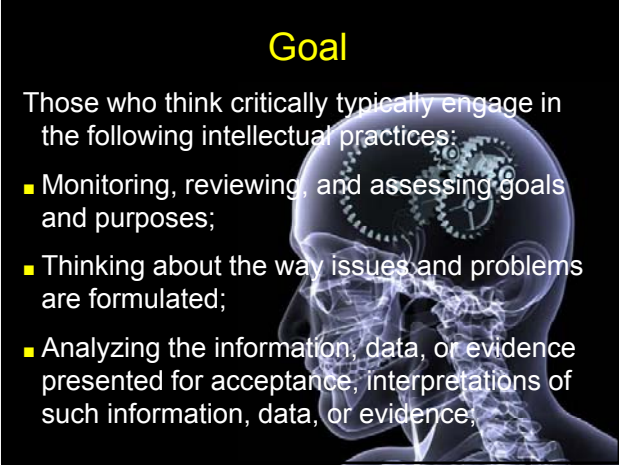 Goal
Those who think critically typically engage in
the following intellectual practices:
■ Monitoring, reviewing, and assessing goals
and purposes;
■ Thinking about the way issues and problems
are formulated;
■ Analyzing the information, data, or evidence
presented for acceptance, interpretations of
such information, data, or evidence;